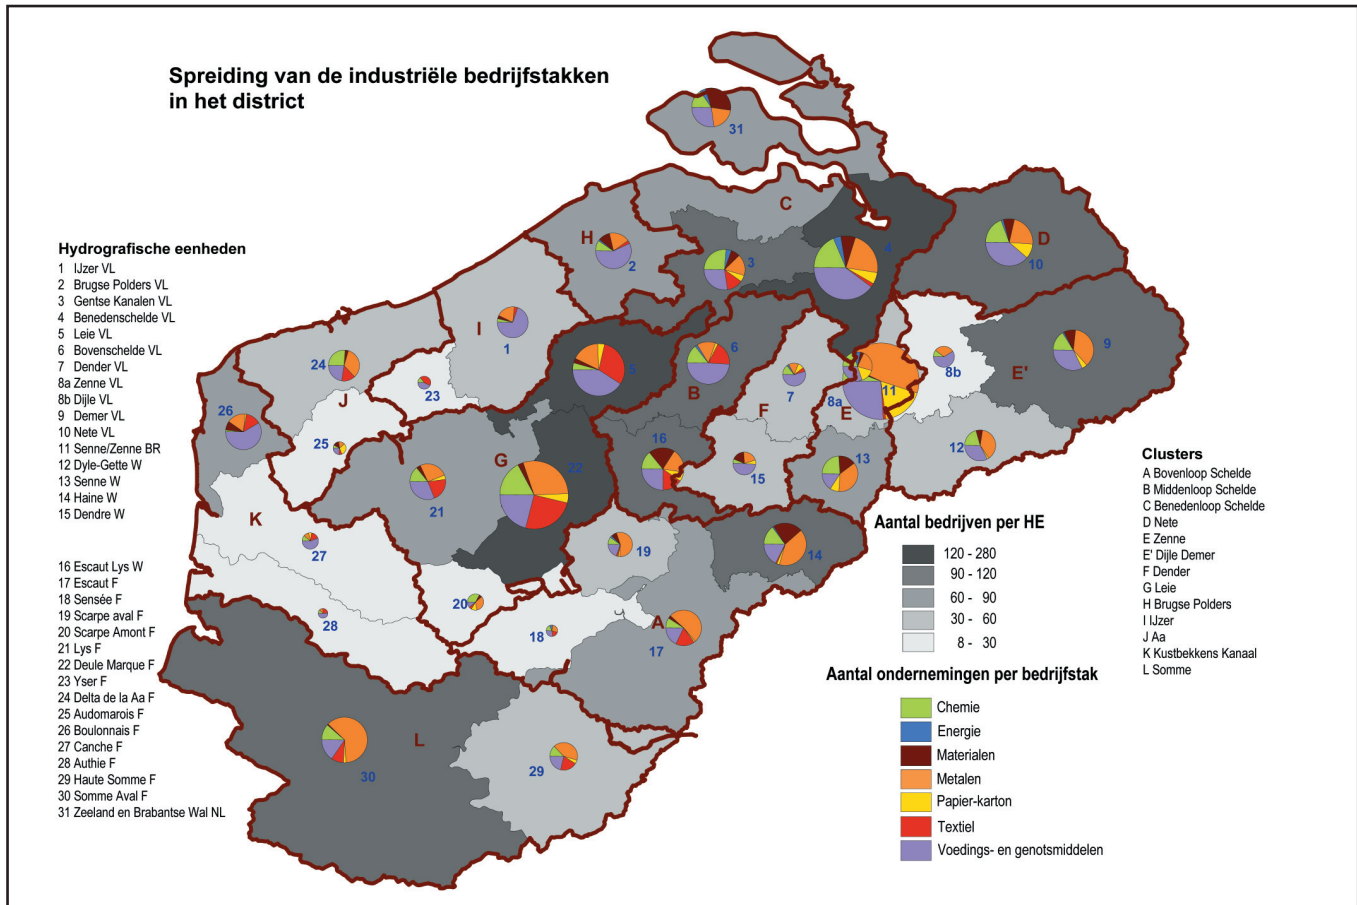 Spreiding van de industriële bedrijfstakken
in het district
Hydrografische eenheden
1 IJzer VL
2 Brugse Polders VL
3 Gentse Kanalen VL
4 Benedenschelde VL
5 Leie VL
6 Bovenschelde VL
7 Dender VL
8a Zenne VL
8b Dijle VL
9 Demer VL
10 Nete VL
11 Senne/Zenne BR
12 Dyle-Gette W
13 Senne W
14 Haine W
15 Dendre W
16 Escaut Lys W
17 Escaut F
18 Sensée F
19 Scarpe aval F
20 Scarpe Amont F
21 Lys F
22 Deule Marque F
23 Yser F
24 Delta de la Aa F
25 Audomarois F
26 Boulonnais F
27 Canche F
28 Authie F
29 Haute Somme F
30 Somme Aval F
31 Zeeland en Brabantse Wal NL
31
C
H
2
3
4
D
10
I
1
24
23
J
25
26
5
6
B
7
F
8a
E
11
8b
E'
9
12
16
15
13
G
22
21
K
27
28
20
19
18
A
17
14
L
30
29
Aantal bedrijven per HE
120 - 280
90 - 120
60 - 90
30 - 60
8 - 30
Aantal ondernemingen per bedrijfstak
Chemie
Energie
Materialen
Metalen
Papier-karton
Textiel
Voedings- en genotsmiddelen
Clusters
A Bovenloop Schelde
B Middenloop Schelde
C Benedenloop Schelde
D Nete
E Zenne
E' Dijle Demer
F Dender
G Leie
H Brugse Polders
I IJzer
J Aa
K Kustbekkens Kanaal
L Somme